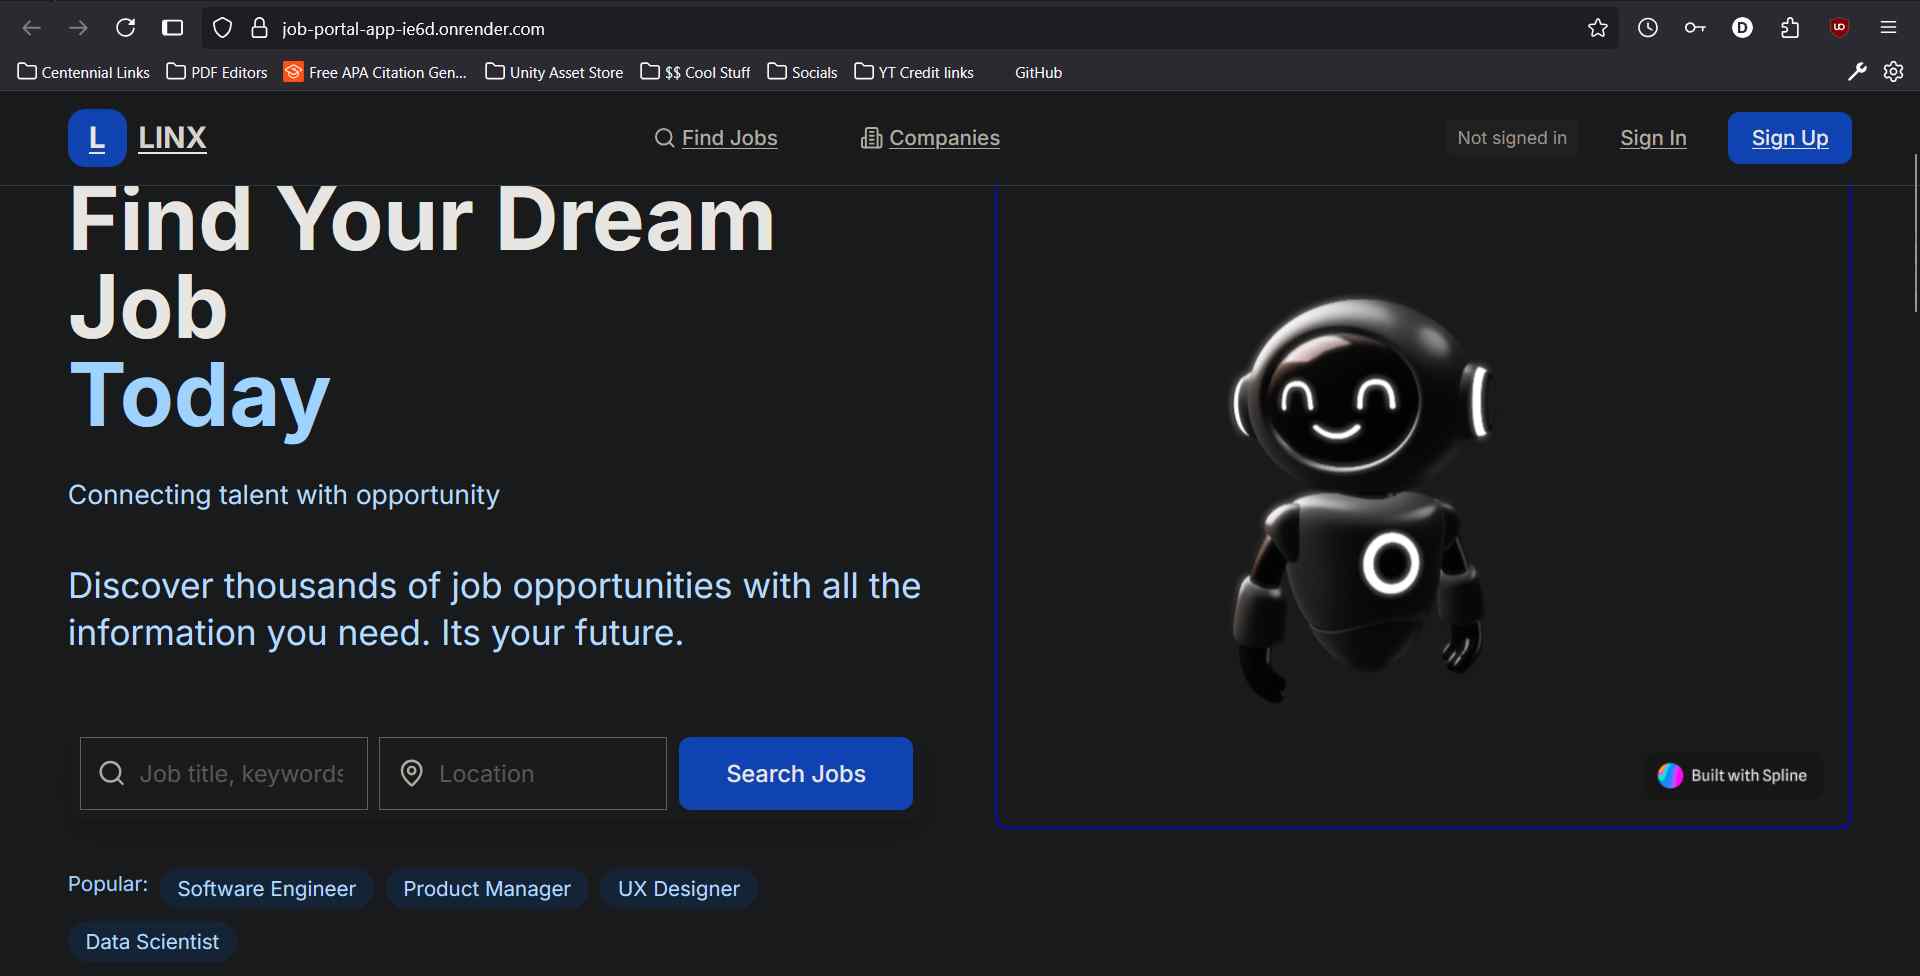 job-portal-app-ie6d.onrender.com
D
UD
Centennial Links
PDF Editors
Free APA Citation Gen...
Unity Asset Store
$$ Cool Stuff
Socials
YT Credit links
GitHub
L
LINX
Find Jobs
Companies
Not signed in
Sign In
Sign Up
Find Your Dream
Job
Today
Connecting talent with opportunity
Discover thousands of job opportunities with all the
information you need. Its your future.
Job title, keywords
Location
Search Jobs
Built with Spline
Popular:
Software Engineer
Product Manager
UX Designer
Data Scientist